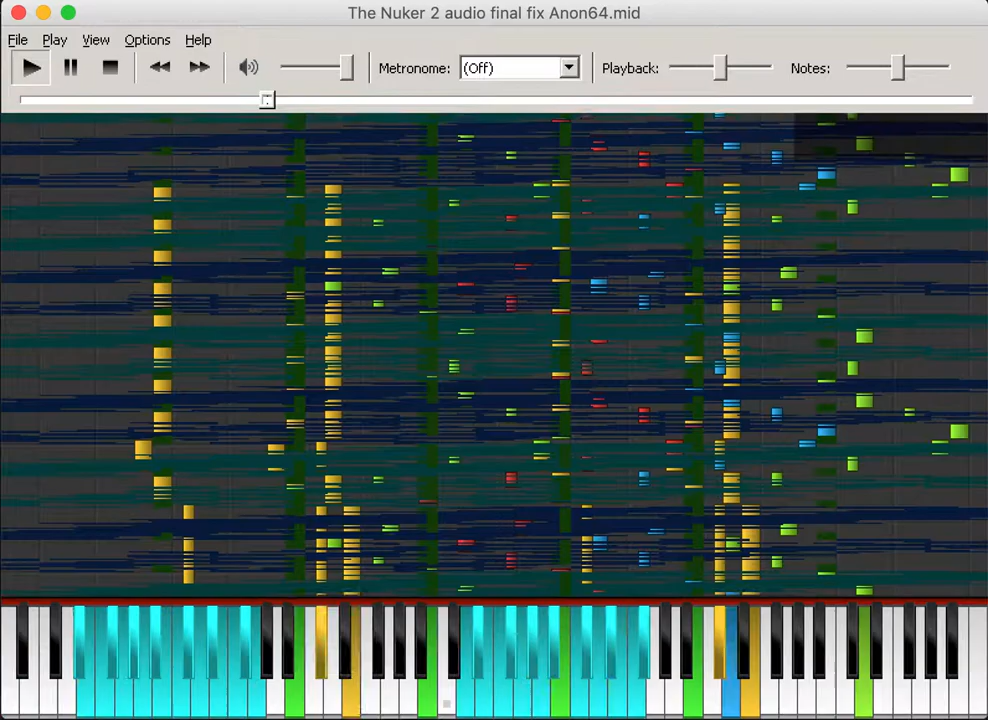 The Nuker 2 audio final fix Anon64.mid
File Play View Options Help
Metronome: (Off) Playback: Notes: